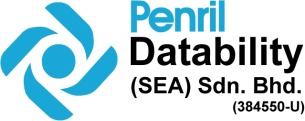 Penril
Datability
(SEA) Sdn. Bhd.
(384550-U)